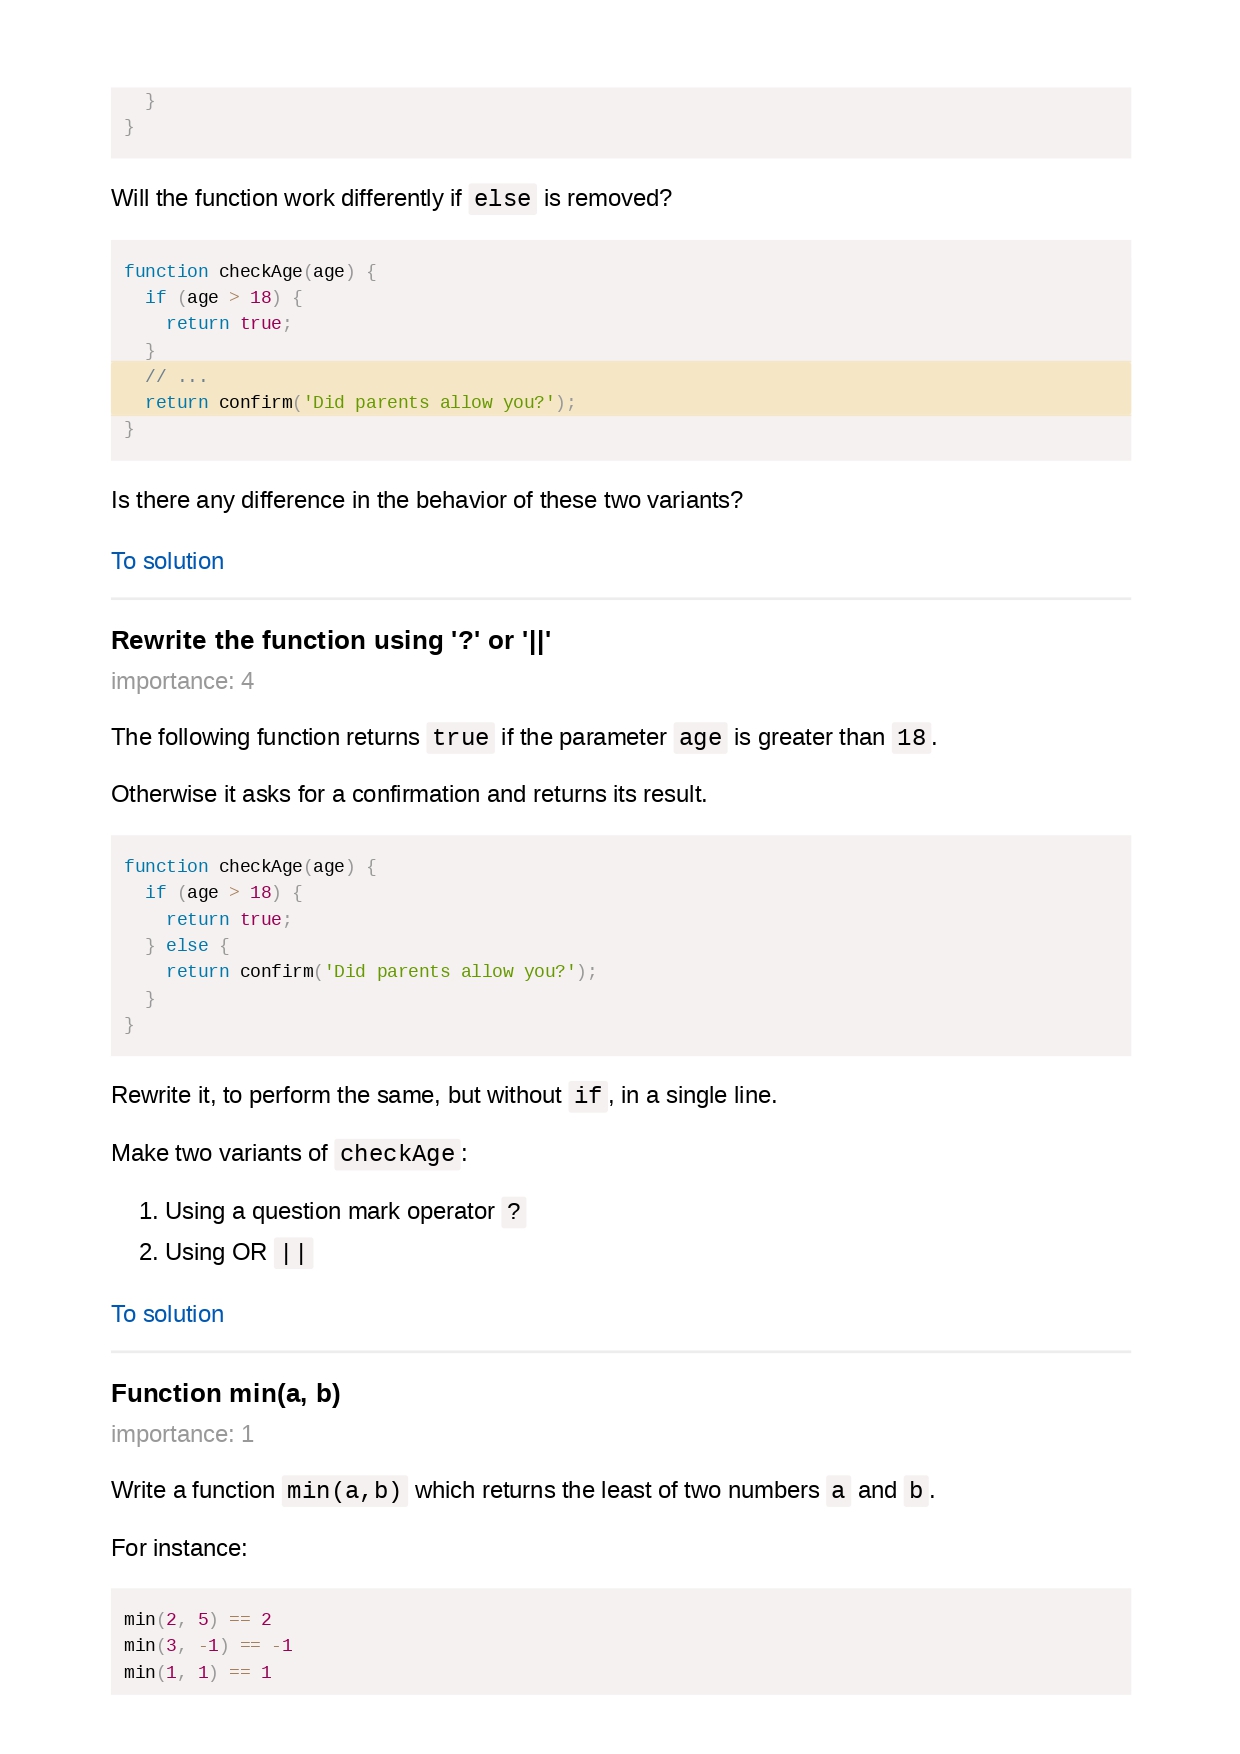 }
}
Will the function work differently if else is removed?
function checkAge(age) {
  if (age > 18) {
    return true;
  }
  // ...
  return confirm('Did parents allow you?');
}
Is there any difference in the behavior of these two variants?
To solution
Rewrite the function using '?' or '||'
importance: 4
The following function returns true if the parameter age is greater than 18.
Otherwise it asks for a confirmation and returns its result.
function checkAge(age) {
  if (age > 18) {
    return true;
  } else {
    return confirm('Did parents allow you?');
  }
}
Rewrite it, to perform the same, but without if, in a single line.
Make two variants of checkAge:
1. Using a question mark operator ?
2. Using OR ||
To solution
Function min(a, b)
importance: 1
Write a function min(a,b) which returns the least of two numbers a and b.
For instance:
min(2, 5) == 2
min(3, -1) == -1
min(1, 1) == 1